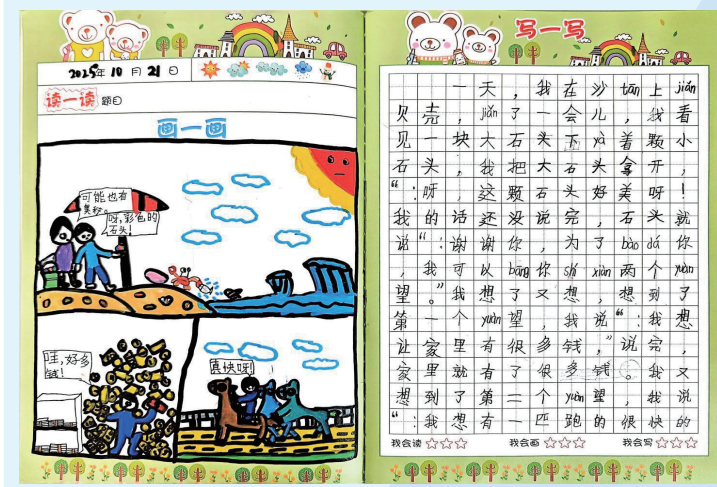 2025年10月21日
读一读 题目
画一画
可能也有
呀,彩色的
石头!
哇,好多
钱!
真快呀!
写一写
一天,我在沙tān上jiǎn
贝壳,jiǎn了一会儿,我看
见一块大石头下yā着颗小
石头,我把大石头拿开,
“:呀,这颗石头好美呀!
我的话还没说完,石头就
说“:谢谢你,为了bào dá你
,我可以bāng你shí xiàn两个yuàn
望。”我想了又想,想到了
第一个yuàn望,我说“:我想
让家里有很多钱,”说完,
家里就有了很多钱。我又
想到了第二个yuàn望,我说
“:我想有一匹跑的很快的
我会读☆☆☆ 我会画☆☆☆ 我会写☆☆☆